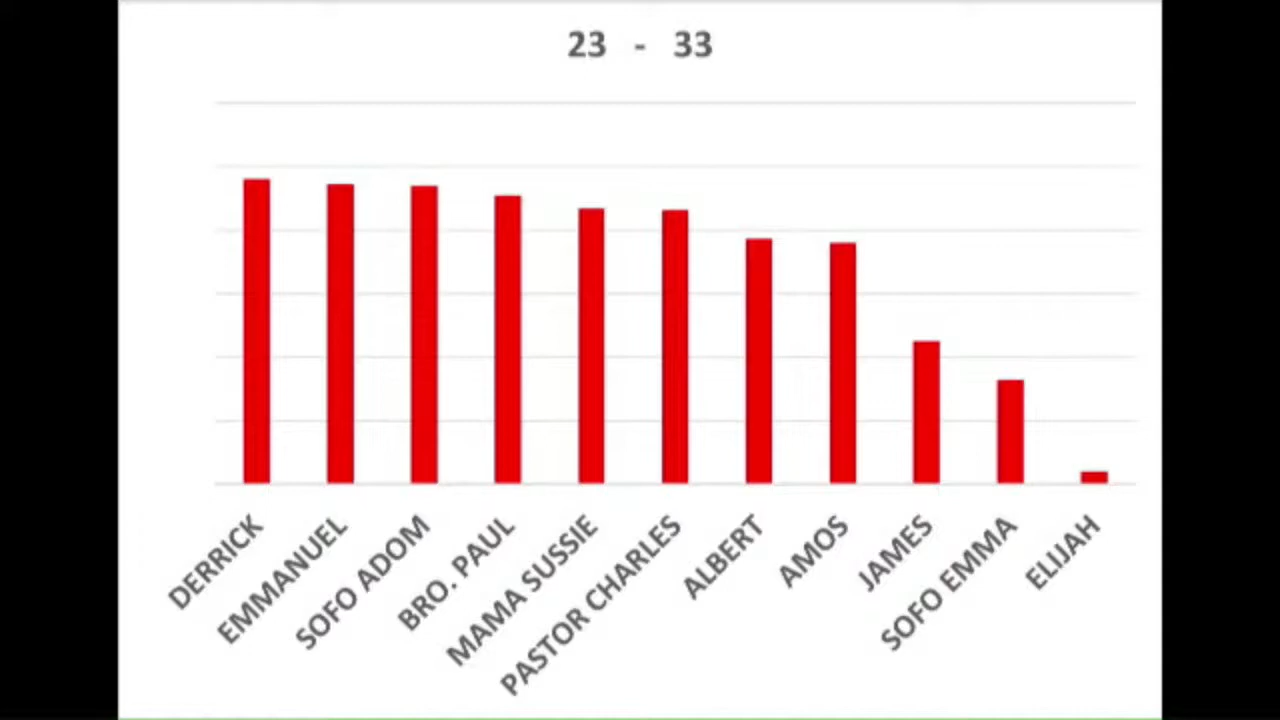 23 - 33
DERRICK
EMMANUEL
SOFO ADOM
BRO. PAUL
MAMA SUSSIE
PASTOR CHARLES
ALBERT
AMOS
JAMES
SOFO EMMA
ELIJAH